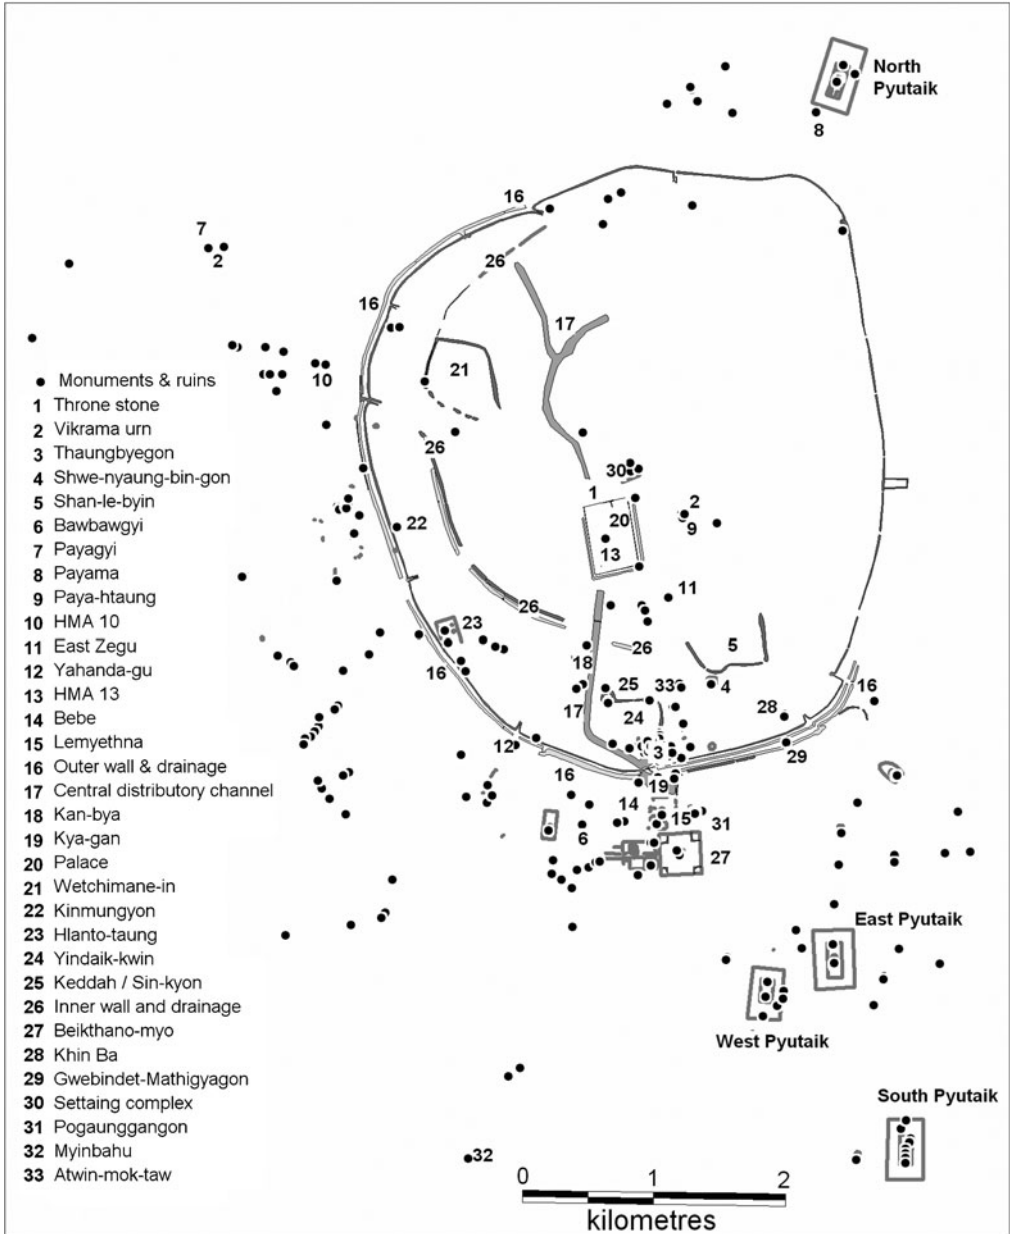 North
Pyutaik
8
16
7
2
26
16
17
21
10
Monuments & ruins
1 Throne stone
2 Vikrama urn
3 Thaungbyegon
4 Shwe-nyaung-bin-gon
5 Shan-le-byin
6 Bawbawgyi
7 Payagyi
8 Payama
9 Paya-htaung
10 HMA 10
11 East Zegu
12 Yahanda-gu
13 HMA 13
14 Bebe
15 Lemyethna
16 Outer wall & drainage
17 Central distributory channel
18 Kan-bya
19 Kya-gan
20 Palace
21 Wetchimane-in
22 Kinmungyon
23 Hlanto-taung
24 Yindaik-kwin
25 Keddah / Sin-kyon
26 Inner wall and drainage
27 Beikthano-myo
28 Khin Ba
29 Gwebindet-Mathigyagon
30 Settaing complex
31 Pogaunggangon
32 Myinbahu
33 Atwin-mok-taw
26
30
1
2
20
22
9
13
11
26
23
5
26
18
16
25
33
4
16
17
24
28
12
3
29
16
19
14
15
31
6
27
East Pyutaik
West Pyutaik
South Pyutaik
32
0 1 2
kilometres